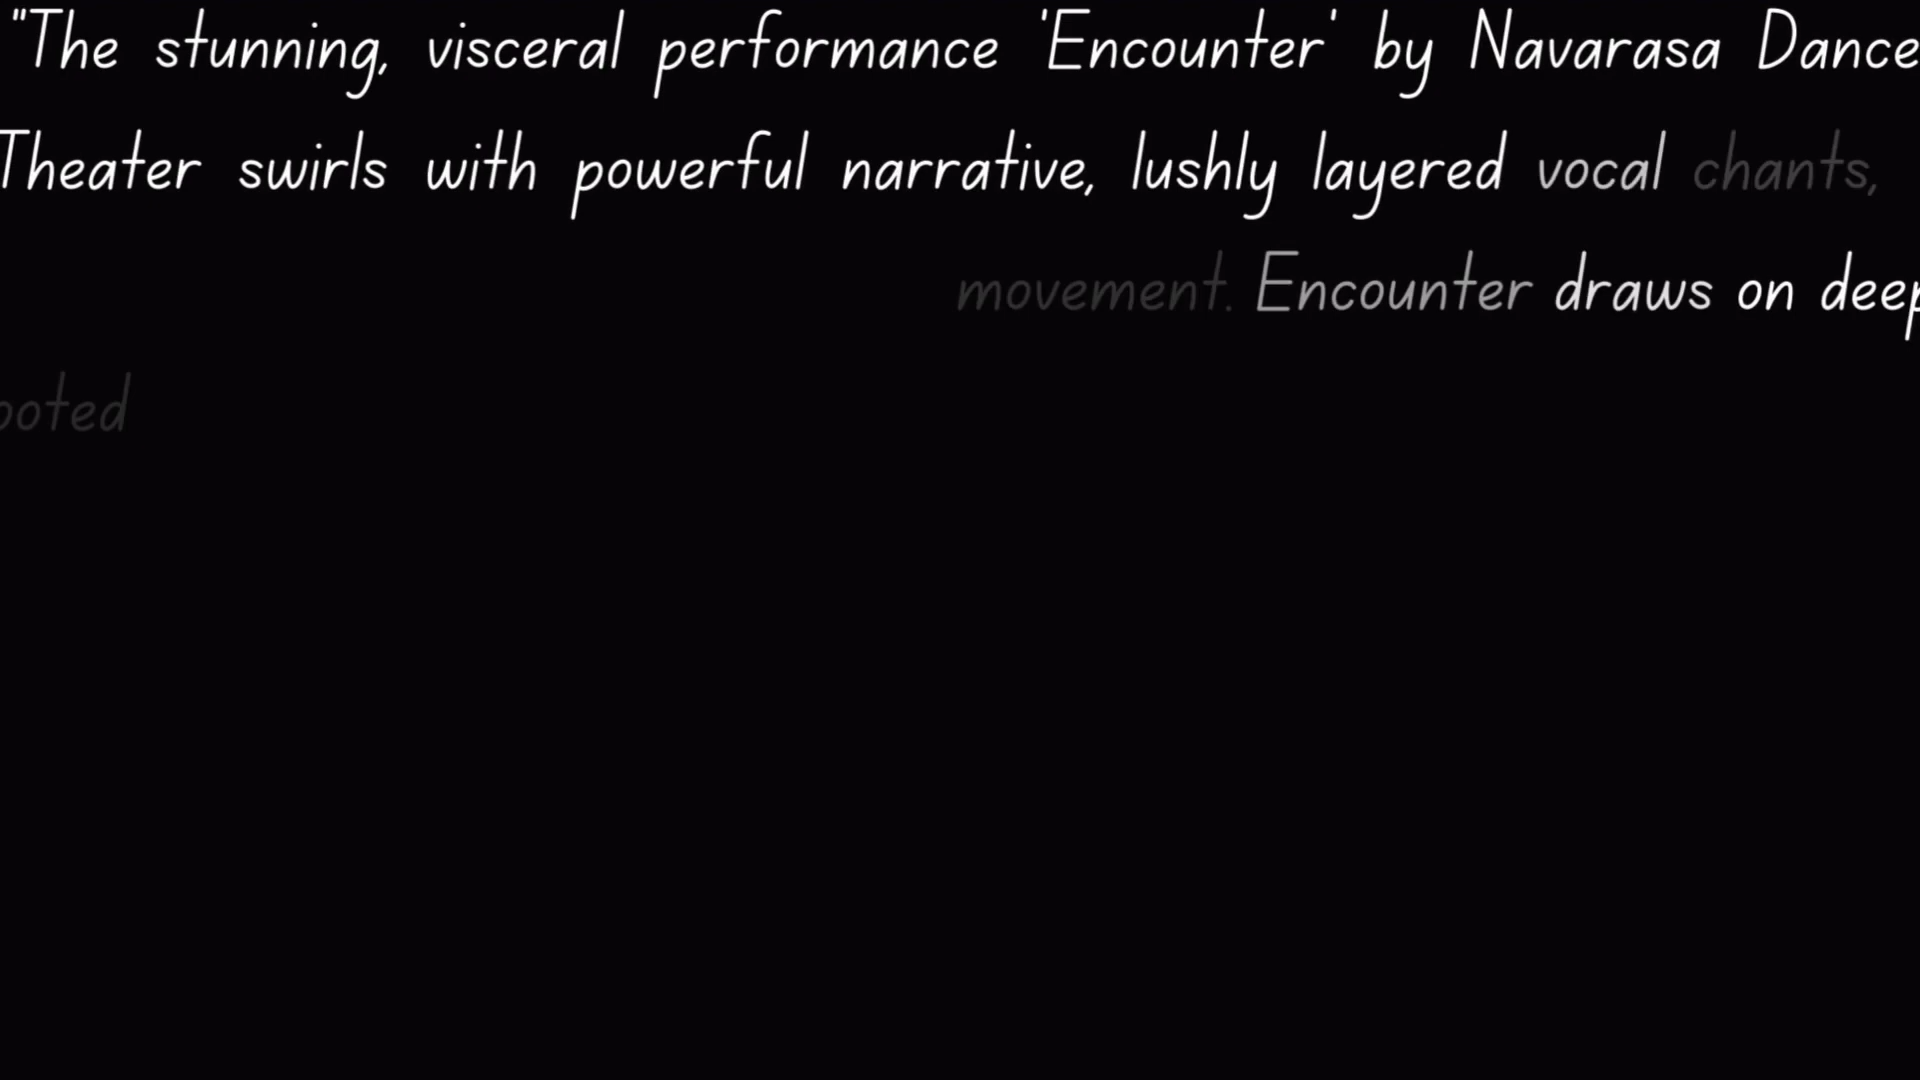 "The stunning, visceral performance 'Encounter' by Navarasa Dance
Theater swirls with powerful narrative, lushly layered vocal chants,
movement. Encounter draws on deep
ooted